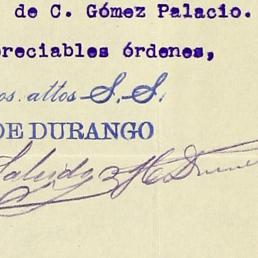 de C. Gómez Palacio.
preciables órdenes,
os. attos S. S.
DE DURANGO